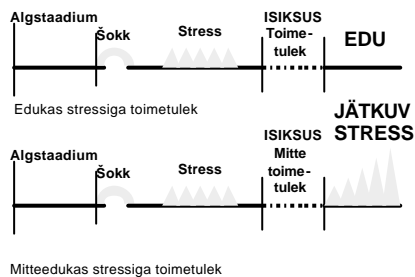 Algstaadium
Šokk
Stress
ISIKSUS
Toime-
tulek
EDU
Edukas stressiga toimetulek
Algstaadium
Šokk
Stress
ISIKSUS
Mitte
toime-
tulek
JÄTKUV
STRESS
Mitteedukas stressiga toimetulek